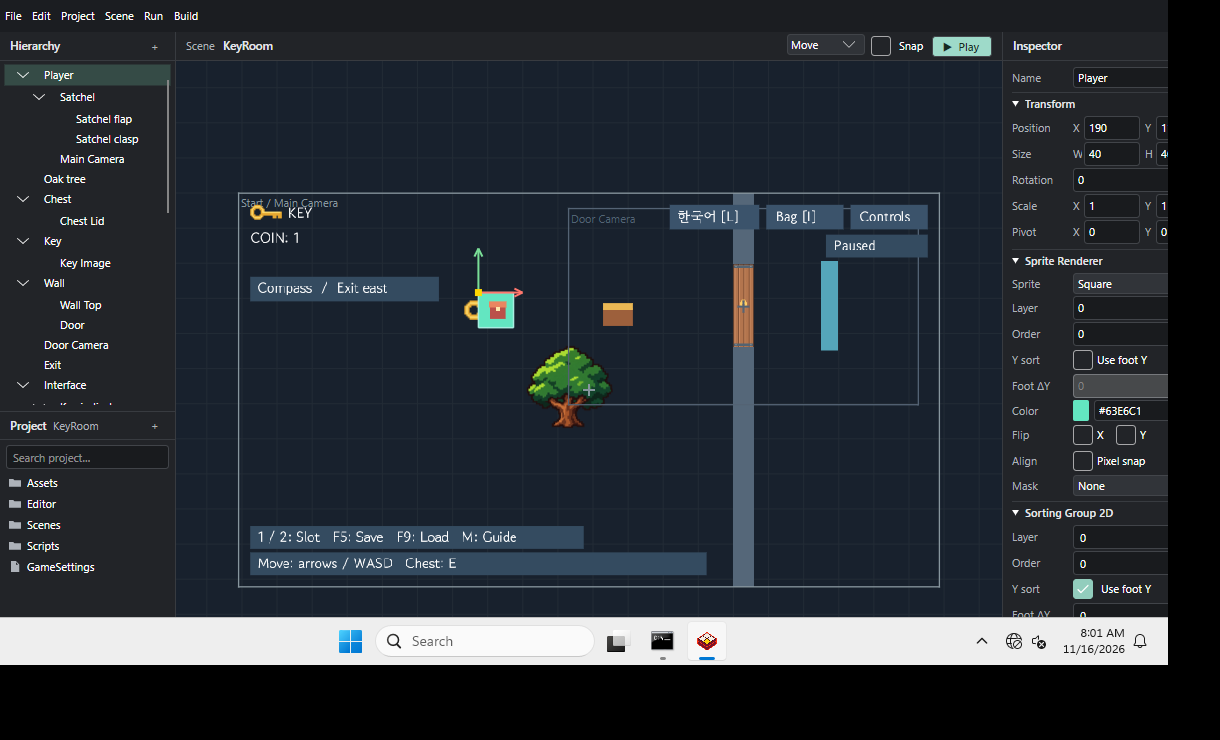 File Edit Project Scene Run Build
Hierarchy +
Scene KeyRoom
Move
Snap
Play
Inspector
Player
Satchel
Satchel flap
Satchel clasp
Main Camera
Oak tree
Chest
Chest Lid
Key
Key Image
Wall
Wall Top
Door
Door Camera
Exit
Interface
Project KeyRoom +
Search project...
Assets
Editor
Scenes
Scripts
GameSettings
Start / Main Camera
KEY
COIN: 1
Compass / Exit east
Door Camera
한국어 [L]
Bag [I]
Controls
Paused
1 / 2: Slot F5: Save F9: Load M: Guide
Move: arrows / WASD Chest: E
Name Player
Transform
Position X 190 Y 1
Size W 40 H
Rotation 0
Scale X 1 Y 1
Pivot X 0 Y 0
Sprite Renderer
Sprite Square
Layer 0
Order 0
Y sort Use foot Y
Foot ΔY 0
Color #63E6C1
Flip X Y
Align Pixel snap
Mask None
Sorting Group 2D
Layer 0
Order 0
Y sort Use foot Y
Foot ΔY 0
Search
8:01 AM
11/16/2026